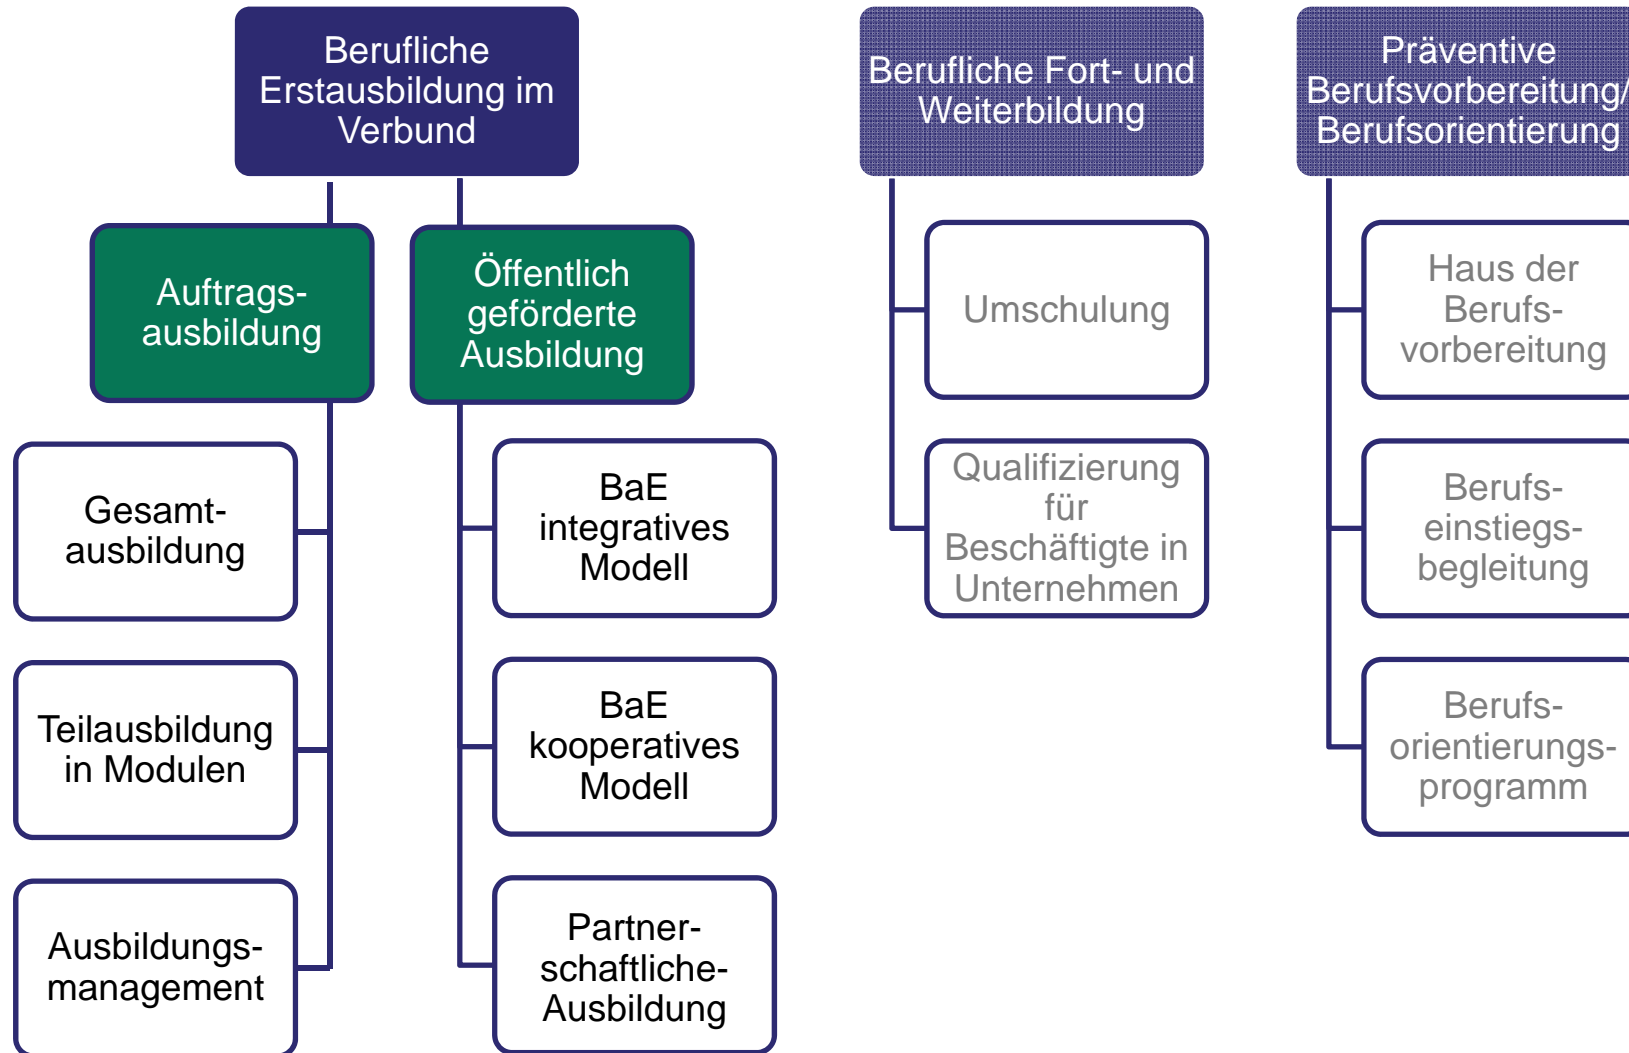 Berufliche
Erstausbildung im
Verbund
Auftrags-
ausbildung
Gesamt-
ausbildung
Teilausbildung
in Modulen
Ausbildungs-
management
Öffentlich
geförderte
Ausbildung
BaE
integratives
Modell
BaE
kooperatives
Modell
Partner-
schaftliche-
Ausbildung
Berufliche Fort- und
Weiterbildung
Umschulung
Qualifizierung
für
Beschäftigte in
Unternehmen
Präventive
Berufsvorbereitung/
Berufsorientierung
Haus der
Berufs-
vorbereitung
Berufs-
einstiegs-
begleitung
Berufs-
orientierungs-
programm